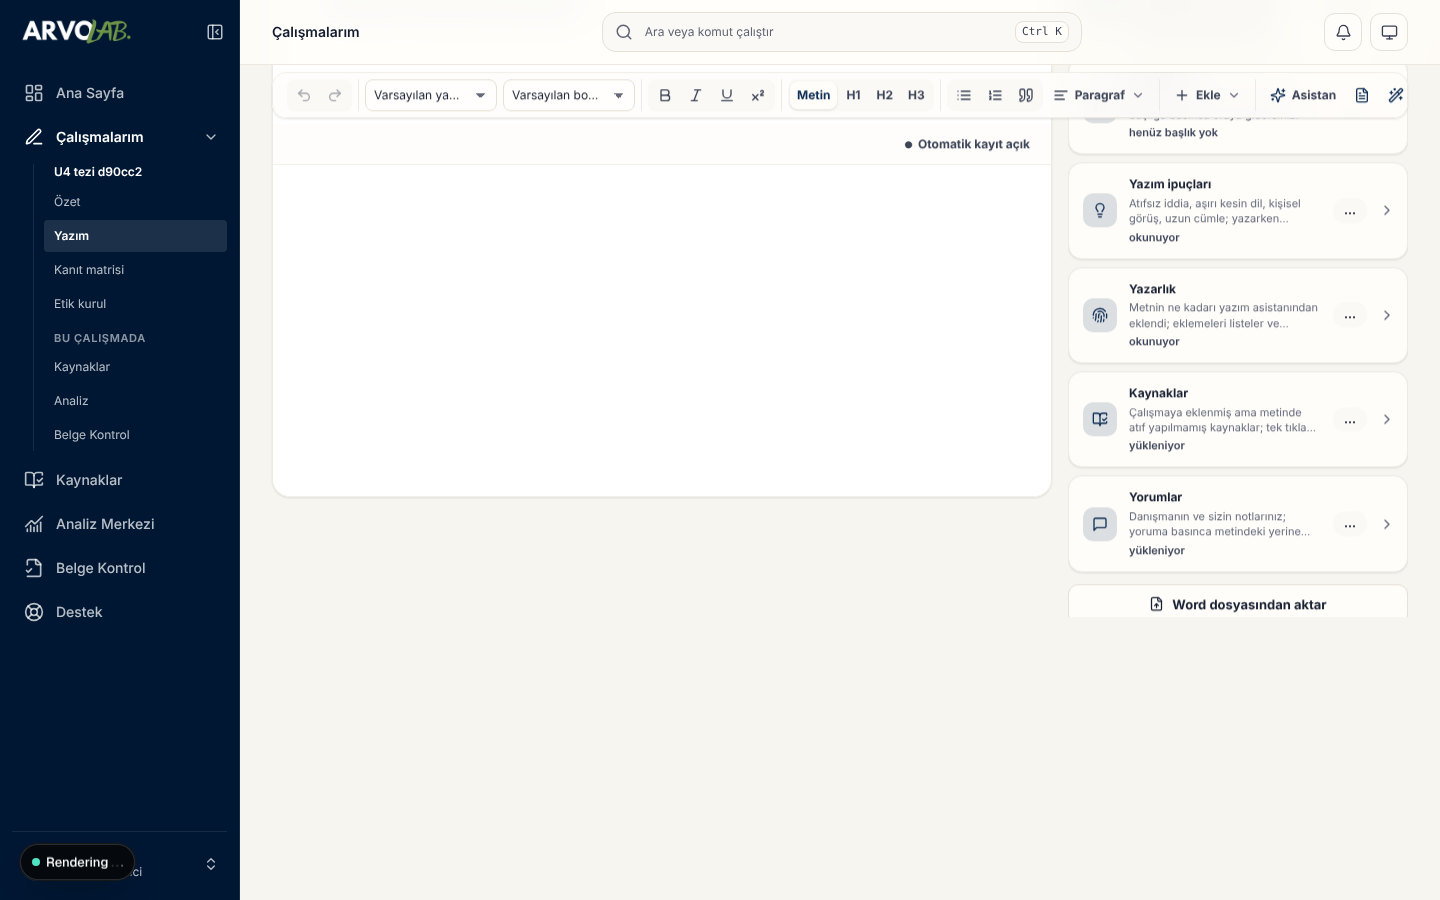 ARVOLAB.
Çalışmalarım
Ara veya komut çalıştır
Ctrl K
Ana Sayfa
Çalışmalarım
U4 tezi d90cc2
Özet
Yazım
Kanıt matrisi
Etik kurul
BU ÇALIŞMADA
Kaynaklar
Analiz
Belge Kontrol
Kaynaklar
Analiz Merkezi
Belge Kontrol
Destek
Rendering ...
ci
Varsayılan ya...
Varsayılan bo...
B I U x²
Metin H1 H2 H3
Paragraf
Ekle
Asistan
Otomatik kayıt açık
henüz başlık yok
Yazım ipuçları
Atıfsız iddia, aşırı kesin dil, kişisel
görüş, uzun cümle; yazarken...
okunuyor
...
Yazarlık
Metnin ne kadarı yazım asistanından
eklendi; eklemeleri listeler ve...
okunuyor
...
Kaynaklar
Çalışmaya eklenmiş ama metinde
atıf yapılmamış kaynaklar; tek tıkla...
yükleniyor
...
Yorumlar
Danışmanın ve sizin notlarınız;
yoruma basınca metindeki yerine...
yükleniyor
...
Word dosyasından aktar